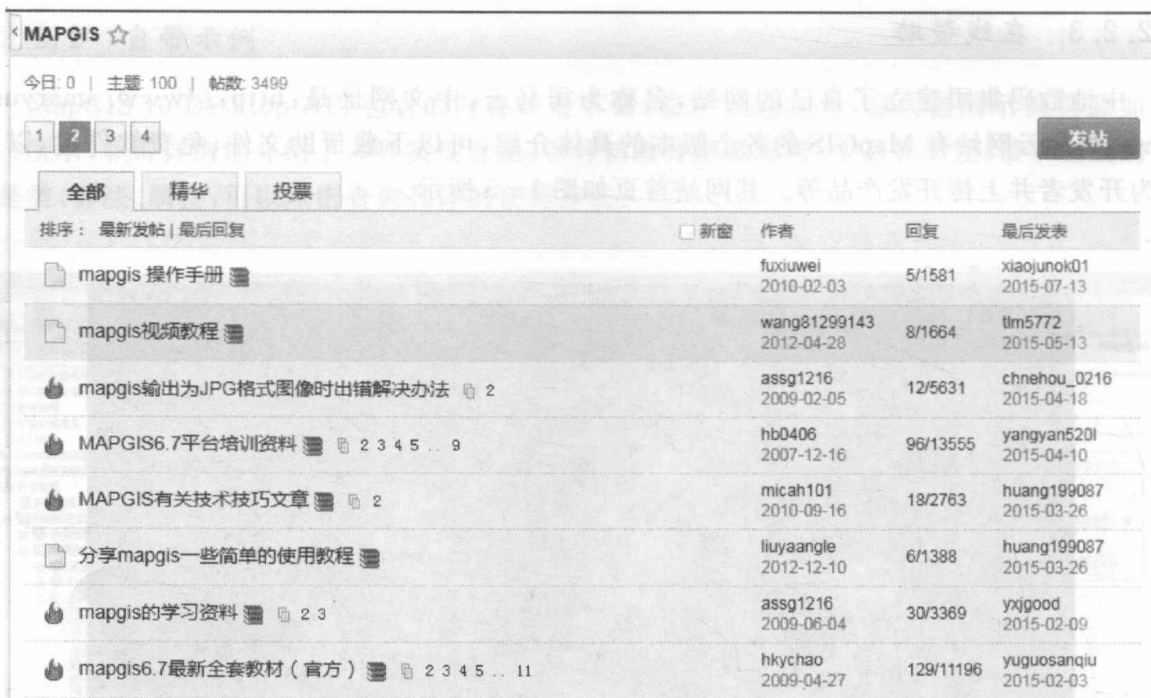 MAPGIS
今日: 0 | 主题: 100 | 帖数: 3499
1 2 3 4
发帖
全部 精华 投票
排序： 最新发帖 | 最后回复 新窗 作者 回复 最后发表
mapgis 操作手册 fuxiuwei 5/1581 xiaojunok01
2010-02-03 2015-07-13
mapgis视频教程 wang81299143 8/1664 tlm5772
2012-04-28 2015-05-13
mapgis输出为JPG格式图像时出错解决办法 2 assg1216 12/5631 chnehou_0216
2009-02-05 2015-04-18
MAPGIS6.7平台培训资料 2 3 4 5 .. 9 hb0406 96/13555 yangyan520l
2007-12-16 2015-04-10
MAPGIS有关技术技巧文章 2 micah101 18/2763 huang199087
2010-09-16 2015-03-26
分享mapgis一些简单的使用教程 liuyaangle 6/1388 huang199087
2012-12-10 2015-03-26
mapgis的学习资料 2 3 assg1216 30/3369 yxjgood
2009-06-04 2015-02-09
mapgis6.7最新全套教材（官方） 2 3 4 5 .. 11 hkychao 129/11196 yuguosanqiu
2009-04-27 2015-02-03